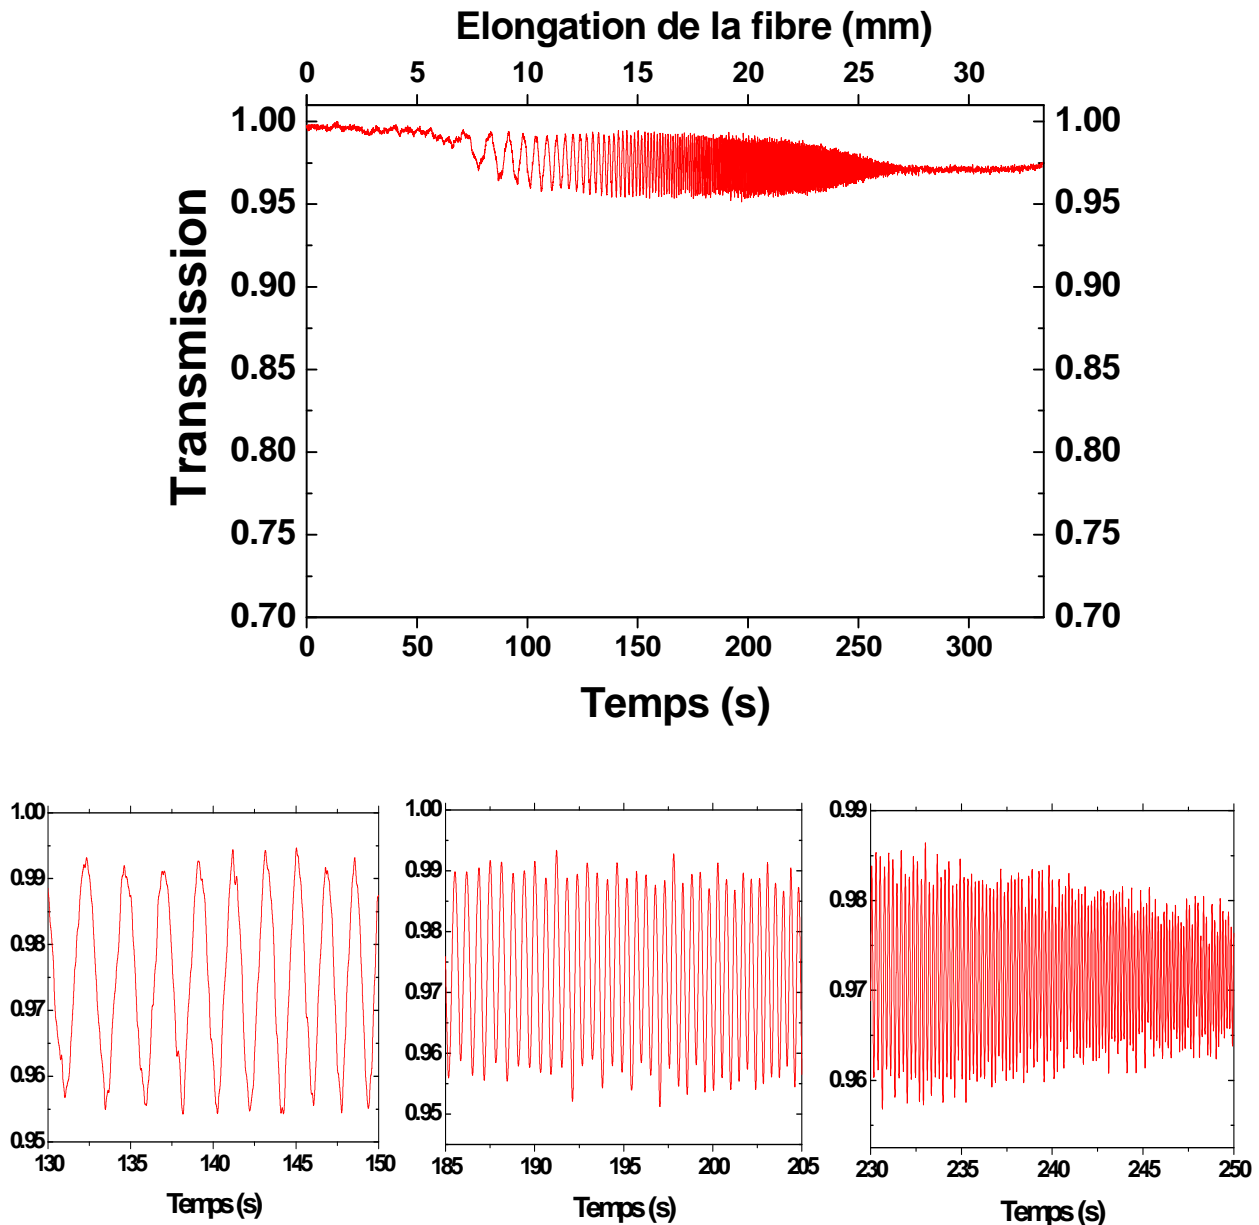 Elongation de la fibre (mm)
0 5 10 15 20 25 30
1.00 1.00
0.95 0.95
0.90 0.90
0.85 0.85
0.80 0.80
0.75 0.75
0.70 0.70
Transmission
0 50 100 150 200 250 300
Temps (s)
1.00
0.99
0.98
0.97
0.96
0.95
130 135 140 145 150
Temps (s)
1.00
0.99
0.98
0.97
0.96
0.95
185 190 195 200 205
Temps (s)
0.99
0.98
0.97
0.96
230 235 240 245 250
Temps (s)